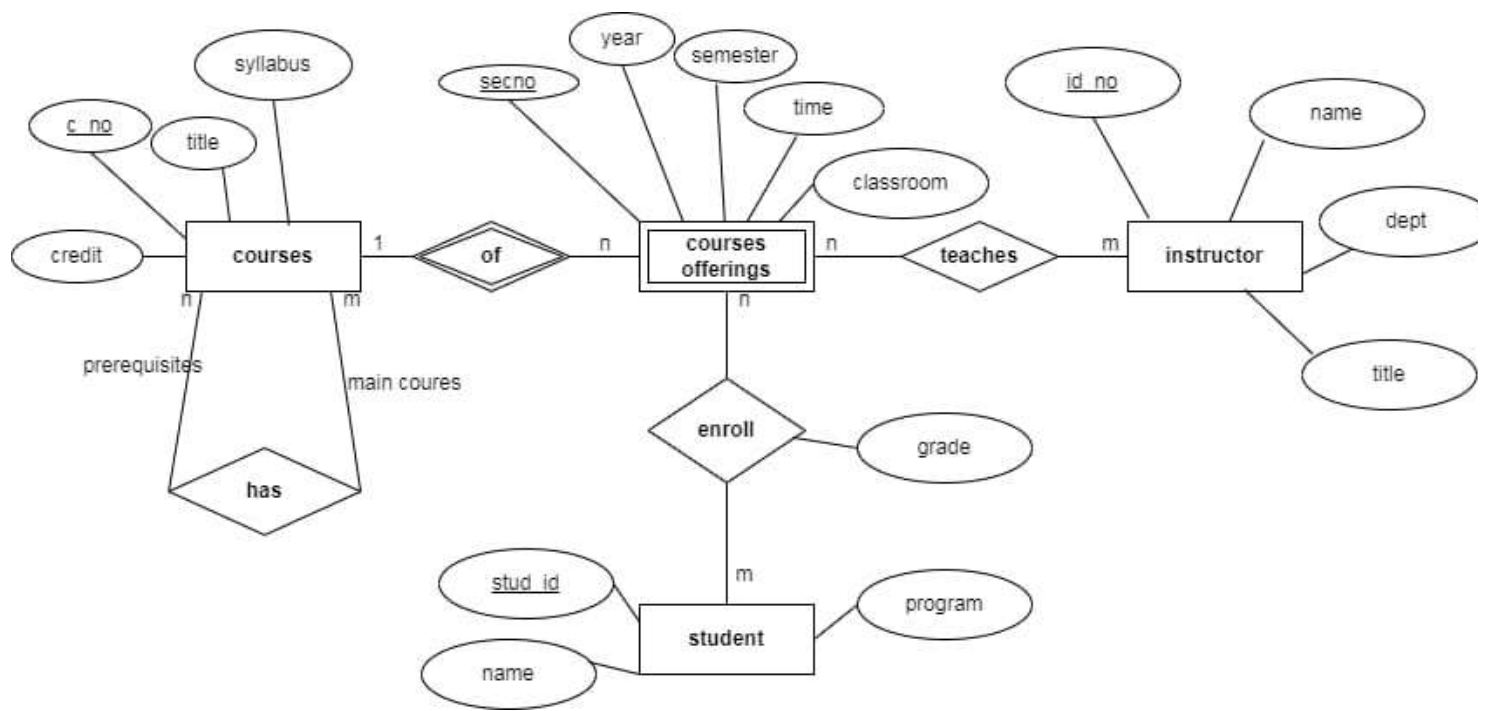 syllabus
c_no
title
credit
courses
n
m
prerequisites
main coures
has
1
of
n
secno
year
semester
time
classroom
courses
offerings
n
n
teaches
m
id_no
name
instructor
dept
title
enroll
grade
m
stud_id
name
student
program